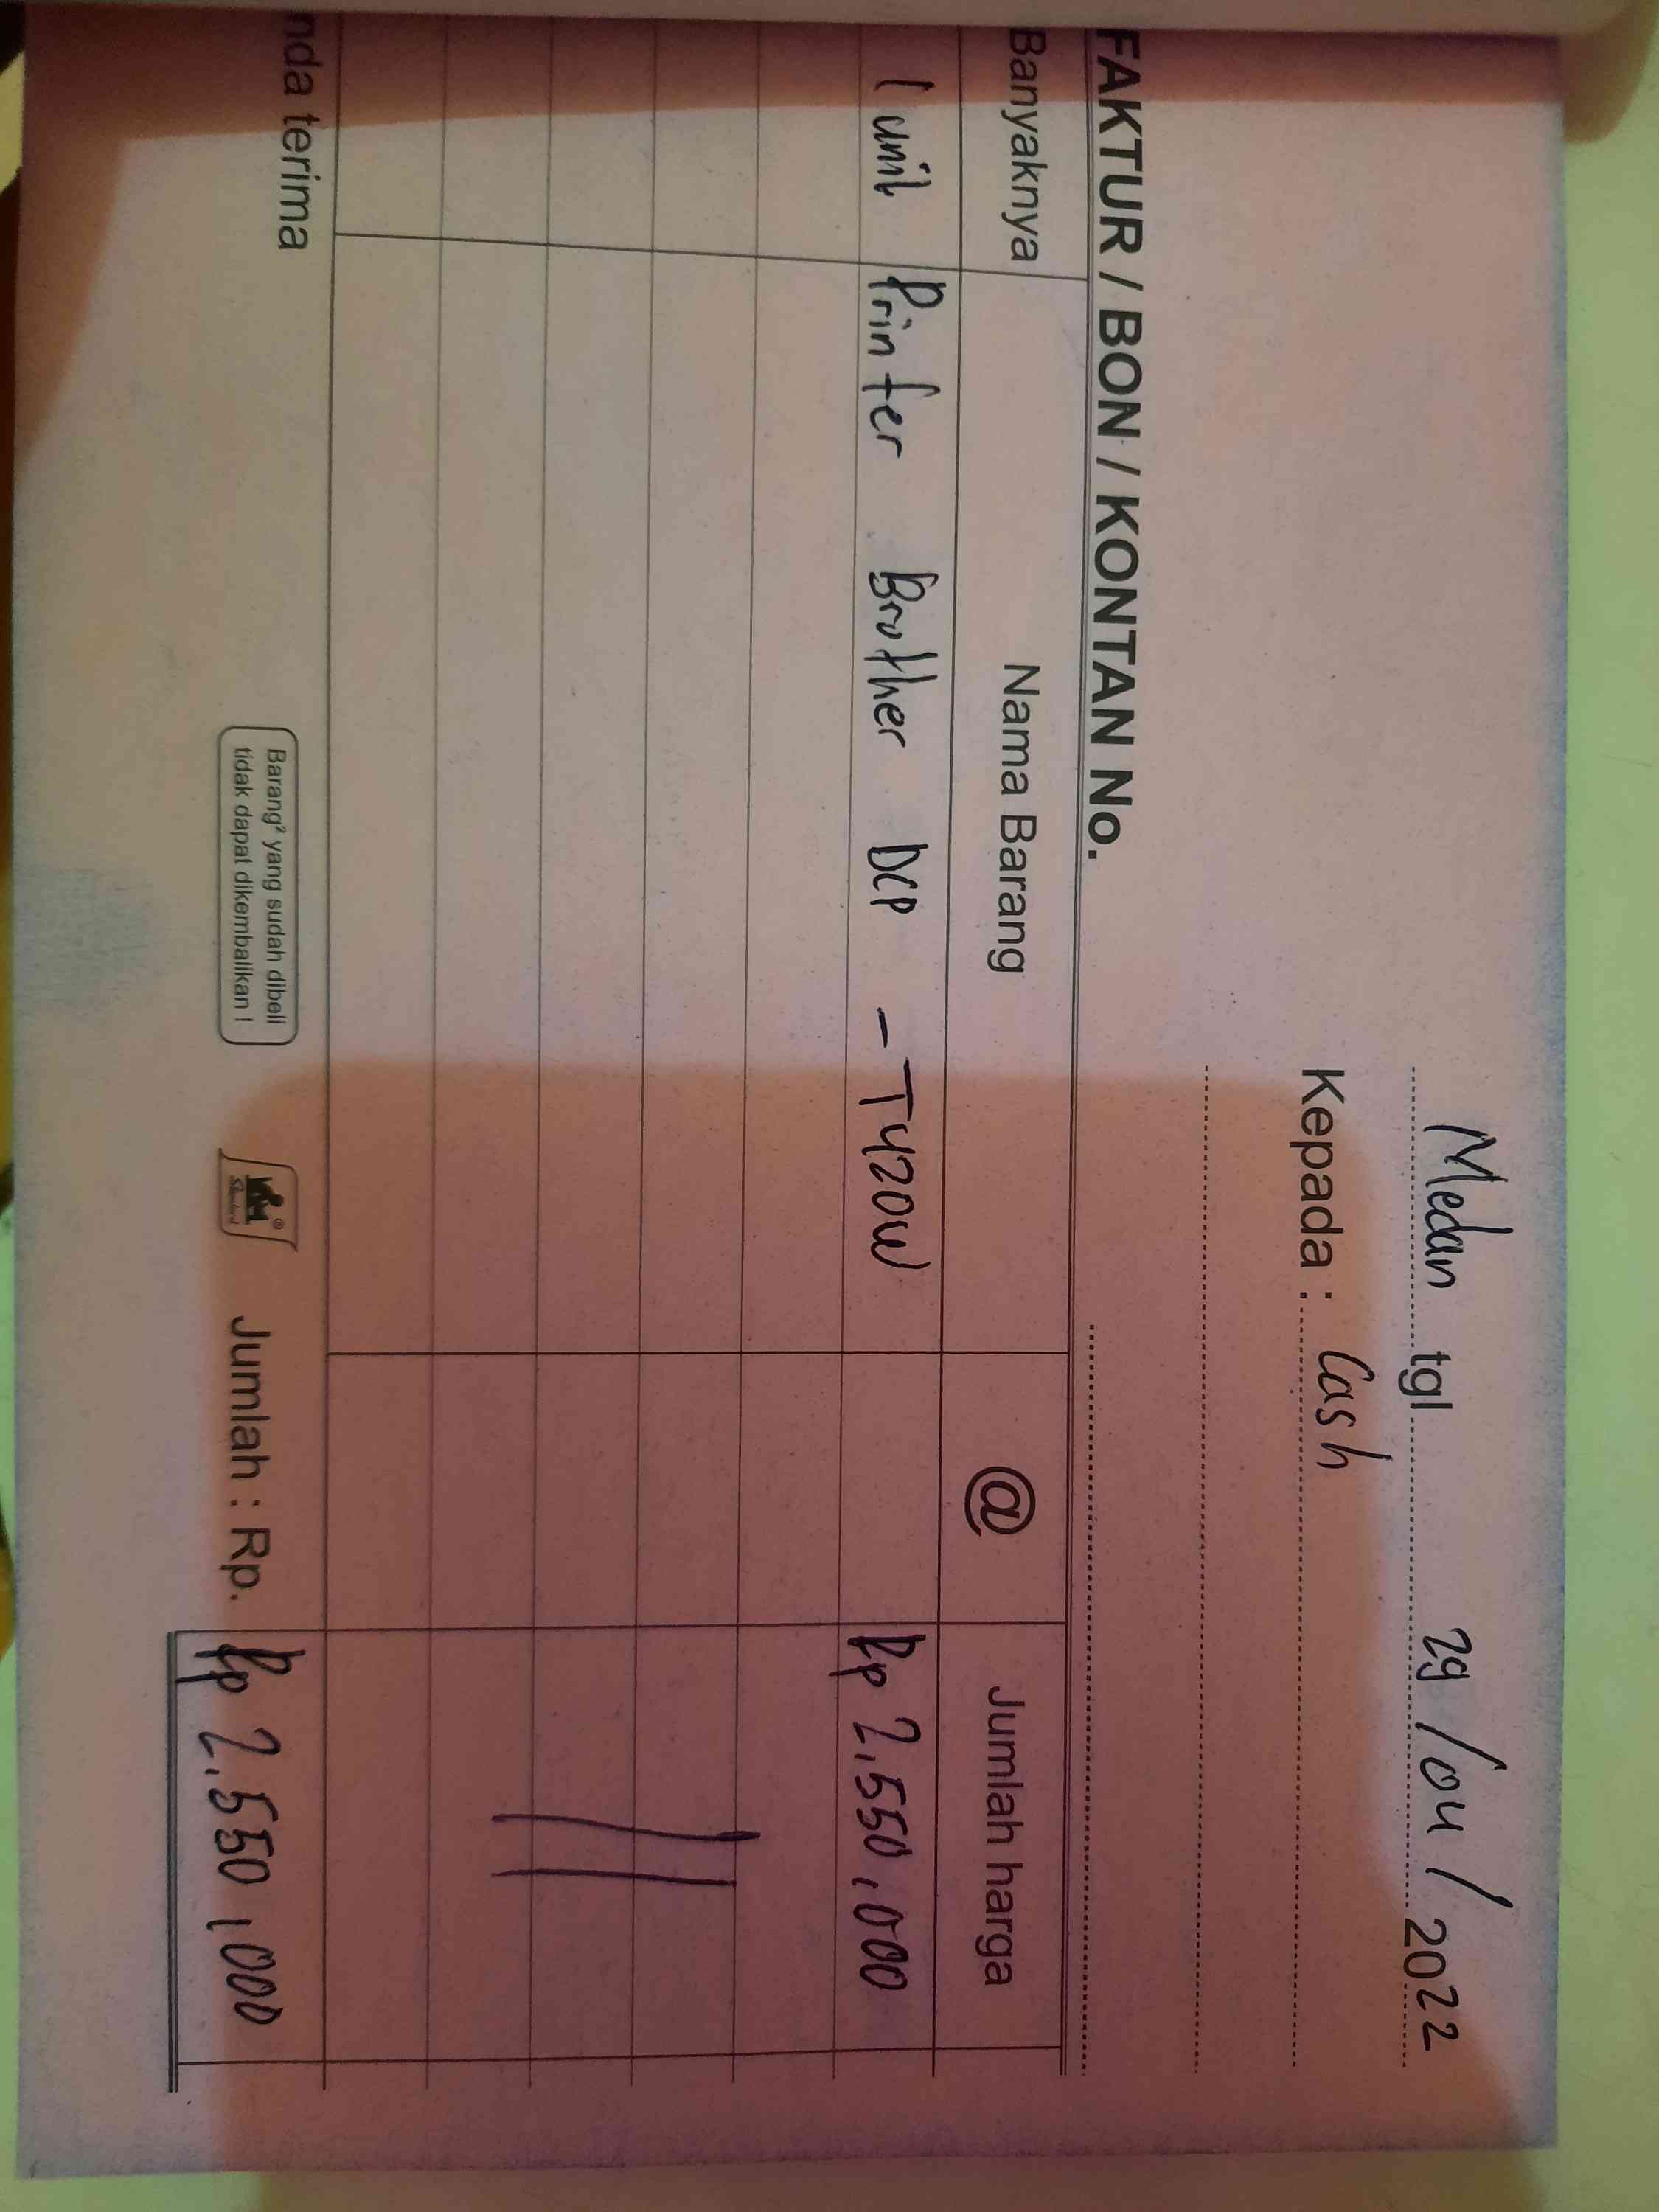 Medan tgl 29/04/2022
Kepada : Cash
FAKTUR / BON / KONTAN No.
Banyaknya Nama Barang @ Jumlah harga
1 unit Printer Brother DCP - T420W Rp 2.550.000
nda terima
Barang² yang sudah dibeli
tidak dapat dikembalikan !
Standard
Jumlah : Rp. Rp 2.550.000